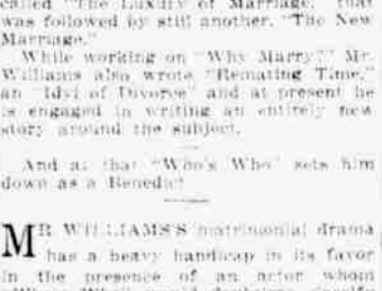 called "The Luxury of Marriage," that
was followed by still another, "The New
Marriage."
While working on "Why Marry?" Mr.
Williams also wrote "Remating Time,"
an "Idyl of Divorce" and at present he
is engaged in writing an entirely new
story around the subject.
And at that "Who's Who" sets him
down as a Benedict
MR. WILLIAMS'S matrimonial drama
has a heavy handicap in its favor
in the presence of an actor whom